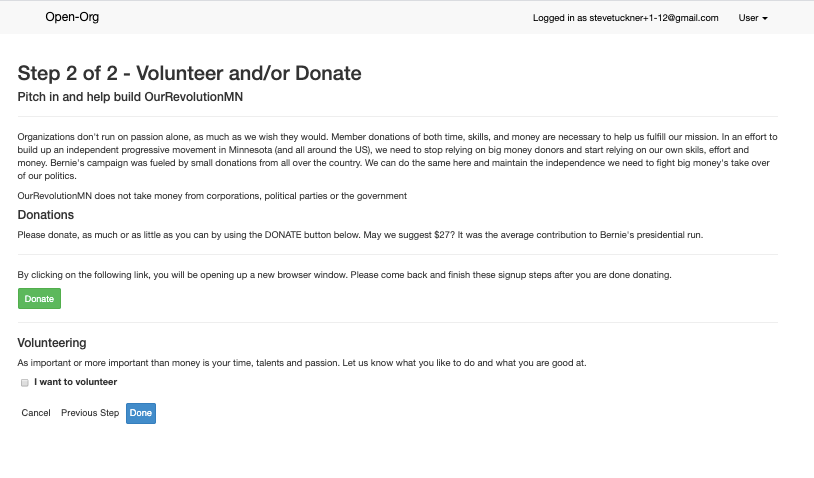 Open-Org
Logged in as stevetuckner+1-12@gmail.com
User
Step 2 of 2 - Volunteer and/or Donate
Pitch in and help build OurRevolutionMN
Organizations don't run on passion alone, as much as we wish they would. Member donations of both time, skills, and money are necessary to help us fulfill our mission. In an effort to
build up an independent progressive movement in Minnesota (and all around the US), we need to stop relying on big money donors and start relying on our own skils, effort and
money. Bernie's campaign was fueled by small donations from all over the country. We can do the same here and maintain the independence we need to fight big money's take over
of our politics.
OurRevolutionMN does not take money from corporations, political parties or the government
Donations
Please donate, as much or as little as you can by using the DONATE button below. May we suggest $27? It was the average contribution to Bernie's presidential run.
By clicking on the following link, you will be opening up a new browser window. Please come back and finish these signup steps after you are done donating.
Donate
Volunteering
As important or more important than money is your time, talents and passion. Let us know what you like to do and what you are good at.
I want to volunteer
Cancel Previous Step Done